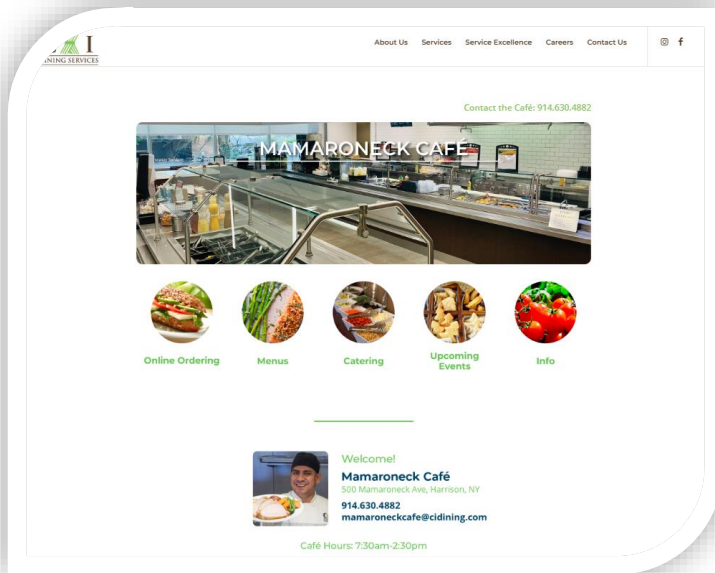 I
DINING SERVICES
About Us Services Service Excellence Careers Contact Us
Contact the Café: 914.630.4882
MAMARONECK CAFE
Online Ordering
Menus
Catering
Upcoming
Events
Info
Welcome!
Mamaroneck Café
500 Mamaroneck Ave, Harrison, NY
914.630.4882
mamaroneckcafe@cidining.com
Café Hours: 7:30am-2:30pm